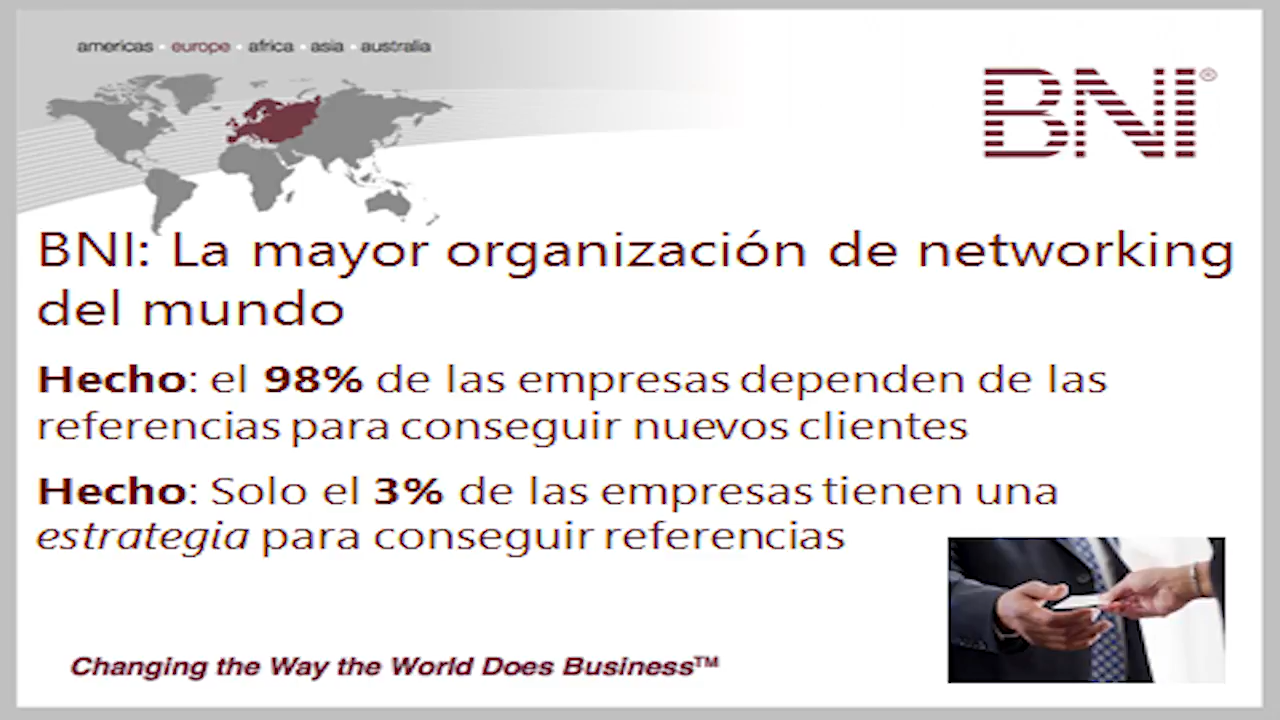 americas • europe • africa • asia • australia
BNI®
BNI: La mayor organización de networking
del mundo
Hecho: el 98% de las empresas dependen de las
referencias para conseguir nuevos clientes
Hecho: Solo el 3% de las empresas tienen una
estrategia para conseguir referencias
Changing the Way the World Does Business™